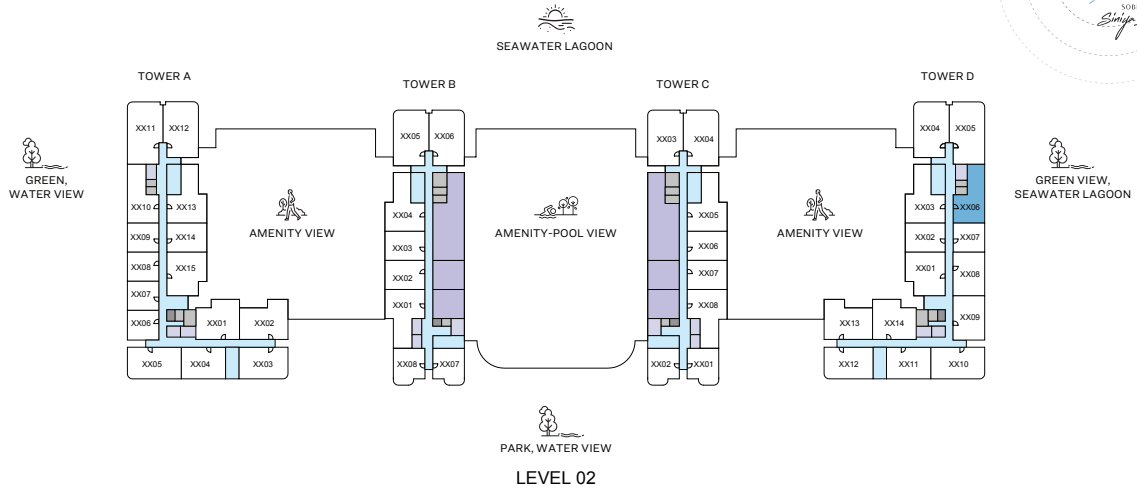 SOB
Siniya
SEAWATER LAGOON
TOWER A
TOWER B
TOWER C
TOWER D
XX11
XX12
XX05
XX06
XX03
XX04
XX04
XX05
GREEN,
WATER VIEW
GREEN VIEW,
SEAWATER LAGOON
XX10
XX13
XX04
XX05
XX03
XX06
AMENITY VIEW
AMENITY-POOL VIEW
AMENITY VIEW
XX09
XX14
XX03
XX06
XX02
XX07
XX08
XX15
XX02
XX07
XX01
XX08
XX07
XX01
XX08
XX06
XX01
XX02
XX13
XX14
XX09
XX05
XX04
XX03
XX08
XX07
XX02
XX01
XX12
XX11
XX10
PARK, WATER VIEW
LEVEL 02